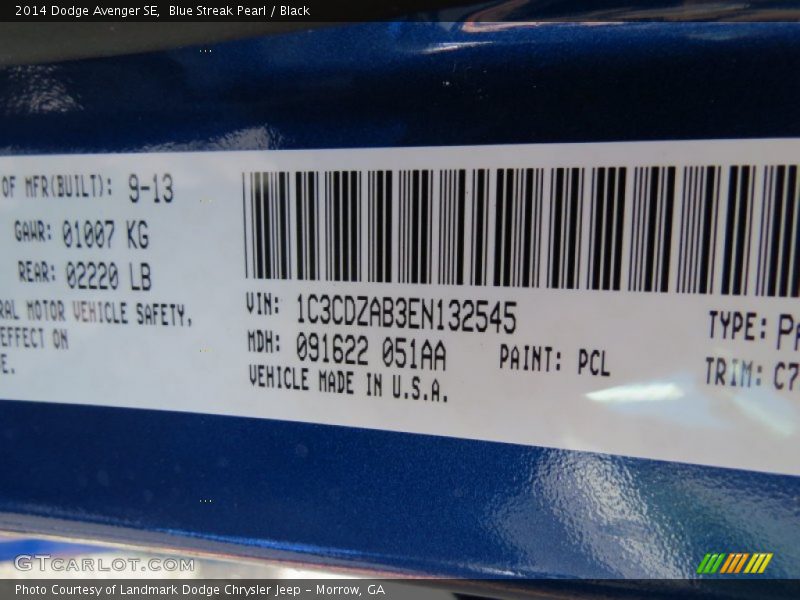 2014 Dodge Avenger SE,  Blue Streak Pearl / Black
OF MFR(BUILT): 9-13
GAWR: 01007 KG
REAR: 02220 LB
RAL MOTOR VEHICLE SAFETY,
EFFECT ON
E.
VIN: 1C3CDZAB3EN132545
MDH: 091622 051AA
PAINT: PCL
VEHICLE MADE IN U.S.A.
TYPE: PA
TRIM: C7
GTCARLOT.COM
Photo Courtesy of Landmark Dodge Chrysler Jeep – Morrow, GA